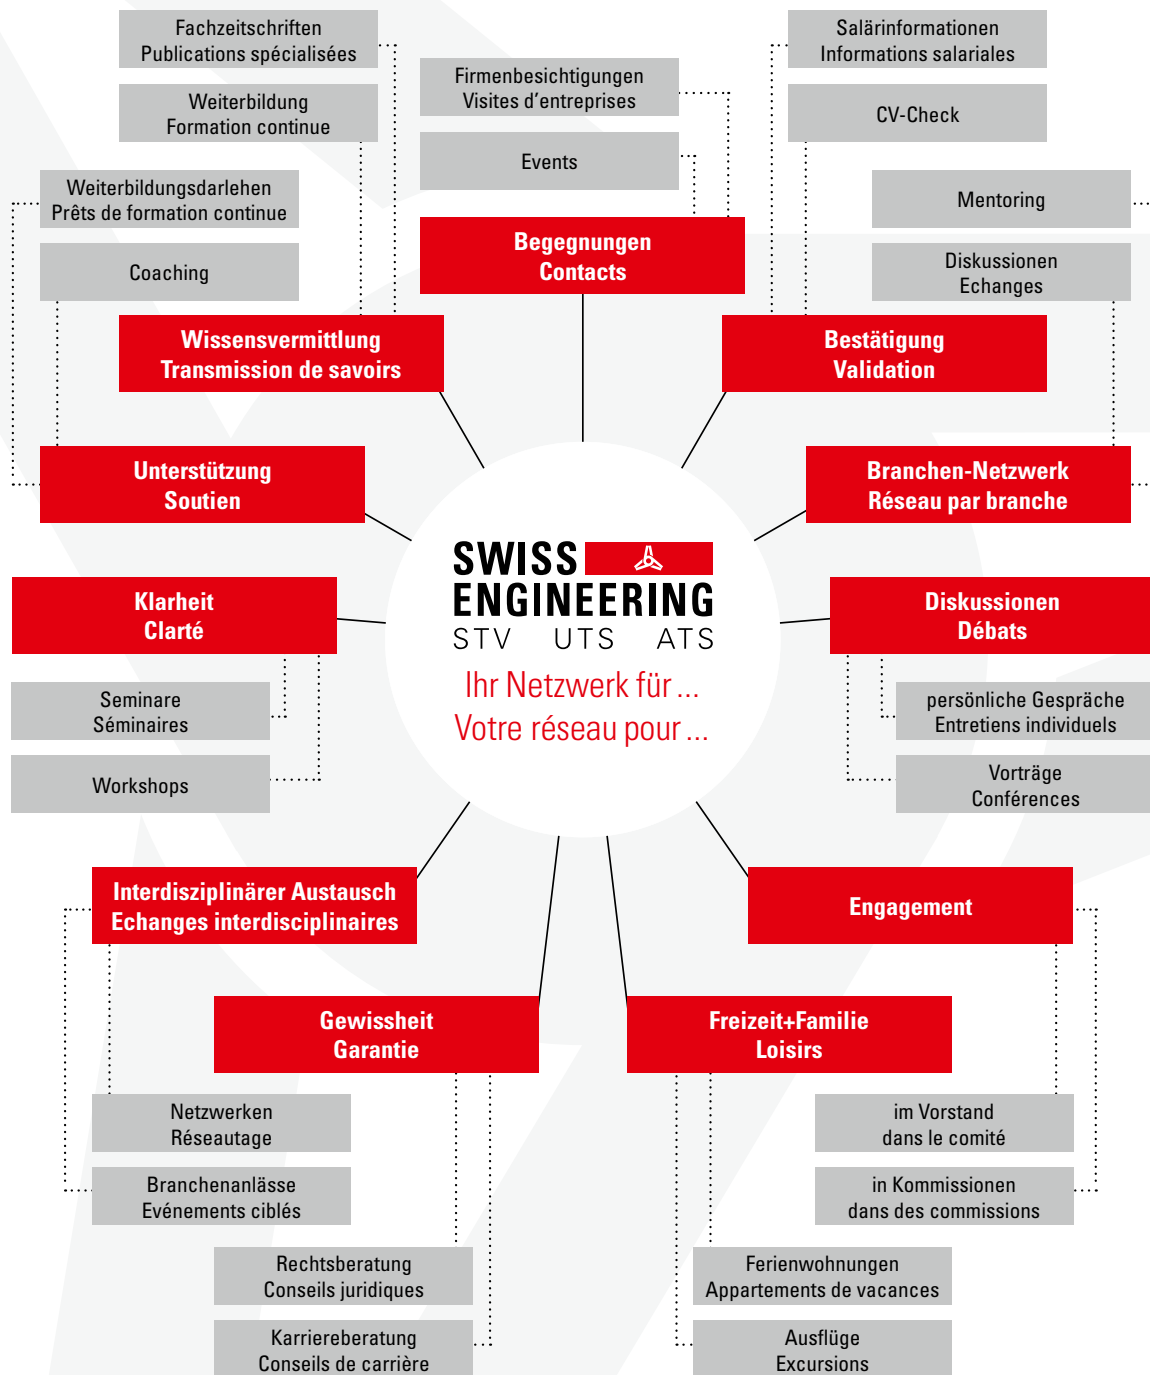 Fachzeitschriften
Publications spécialisées
Weiterbildung
Formation continue
Weiterbildungsdarlehen
Prêts de formation continue
Coaching
Firmenbesichtigungen
Visites d’entreprises
Events
Salärinformationen
Informations salariales
CV-Check
Mentoring
Diskussionen
Echanges
Begegnungen
Contacts
Wissensvermittlung
Transmission de savoirs
Bestätigung
Validation
Unterstützung
Soutien
Branchen-Netzwerk
Réseau par branche
SWISS
ENGINEERING
STV UTS ATS
Ihr Netzwerk für ...
Votre réseau pour ...
Klarheit
Clarté
Seminare
Séminaires
Workshops
Diskussionen
Débats
persönliche Gespräche
Entretiens individuels
Vorträge
Conférences
Interdisziplinärer Austausch
Echanges interdisciplinaires
Engagement
Gewissheit
Garantie
Freizeit+Familie
Loisirs
Netzwerken
Réseautage
Branchenanlässe
Evénements ciblés
im Vorstand
dans le comité
in Kommissionen
dans des commissions
Rechtsberatung
Conseils juridiques
Karriereberatung
Conseils de carrière
Ferienwohnungen
Appartements de vacances
Ausflüge
Excursions